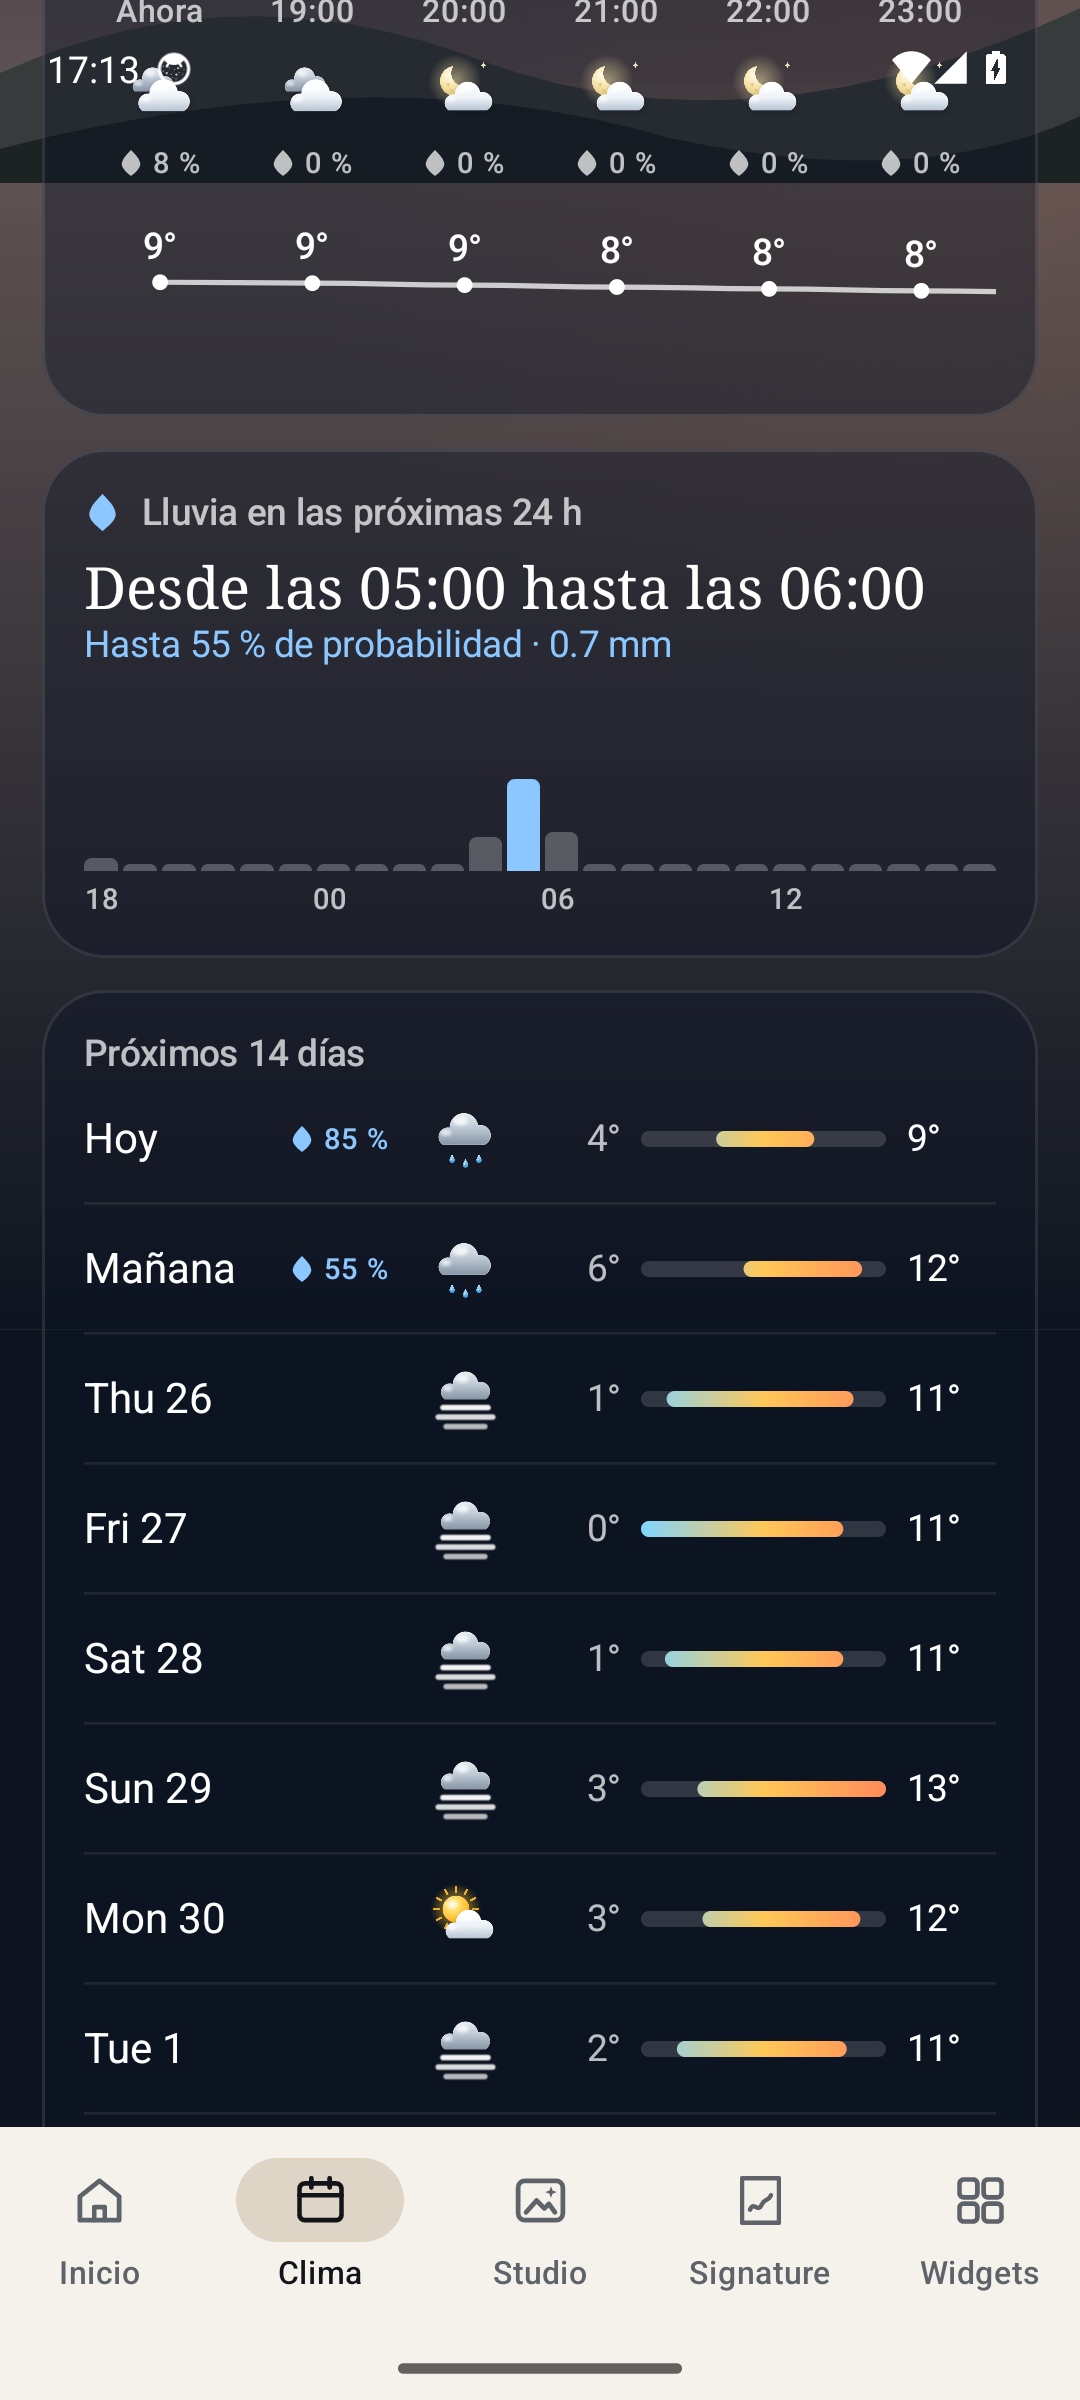 Ahora 19:00 20:00 21:00 22:00 23:00
17:13
8 % 0 % 0 % 0 % 0 % 0 %
9° 9° 9° 8° 8° 8°
Lluvia en las próximas 24 h
Desde las 05:00 hasta las 06:00
Hasta 55 % de probabilidad · 0.7 mm
18 00 06 12
Próximos 14 días
Hoy 85 % 4° 9°
Mañana 55 % 6° 12°
Thu 26 1° 11°
Fri 27 0° 11°
Sat 28 1° 11°
Sun 29 3° 13°
Mon 30 3° 12°
Tue 1 2° 11°
Inicio Clima Studio Signature Widgets